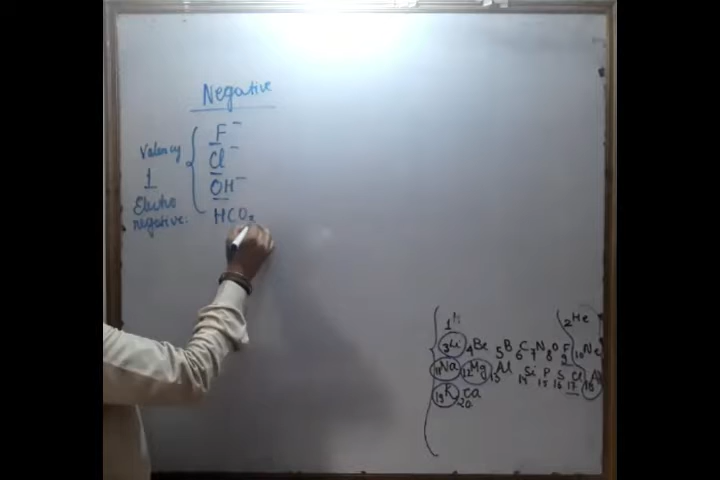 Negative
F⁻
Cl⁻
OH⁻
HCO₃
Valency
1
Electro
negative:
1H 2He
3Li 4Be 5B 6C 7N 8O 9F 10Ne
11Na 12Mg 13Al 14Si 15P 16S 17Cl 18A
19K 20Ca